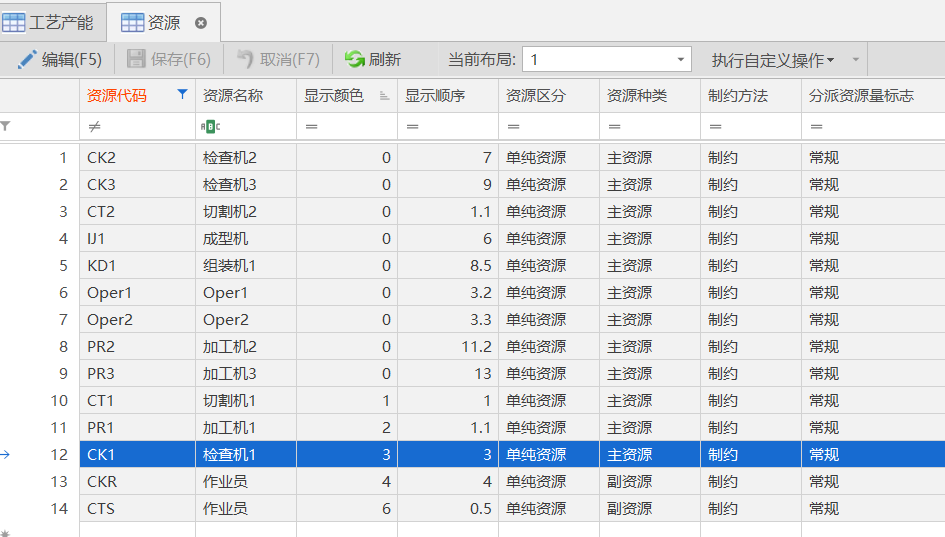 工艺产能 资源
编辑(F5) 保存(F6) 取消(F7) 刷新 当前布局: 1 执行自定义操作
资源代码 资源名称 显示颜色 显示顺序 资源区分 资源种类 制约方法 分派资源量标志
≠ ABC = = = = = =
1 CK2 检查机2 0 7 单纯资源 主资源 制约 常规
2 CK3 检查机3 0 9 单纯资源 主资源 制约 常规
3 CT2 切割机2 0 1.1 单纯资源 主资源 制约 常规
4 IJ1 成型机 0 6 单纯资源 主资源 制约 常规
5 KD1 组装机1 0 8.5 单纯资源 主资源 制约 常规
6 Oper1 Oper1 0 3.2 单纯资源 主资源 制约 常规
7 Oper2 Oper2 0 3.3 单纯资源 主资源 制约 常规
8 PR2 加工机2 0 11.2 单纯资源 主资源 制约 常规
9 PR3 加工机3 0 13 单纯资源 主资源 制约 常规
10 CT1 切割机1 1 1 单纯资源 主资源 制约 常规
11 PR1 加工机1 2 1.1 单纯资源 主资源 制约 常规
12 CK1 检查机1 3 3 单纯资源 主资源 制约 常规
13 CKR 作业员 4 4 单纯资源 副资源 制约 常规
14 CTS 作业员 6 0.5 单纯资源 副资源 制约 常规